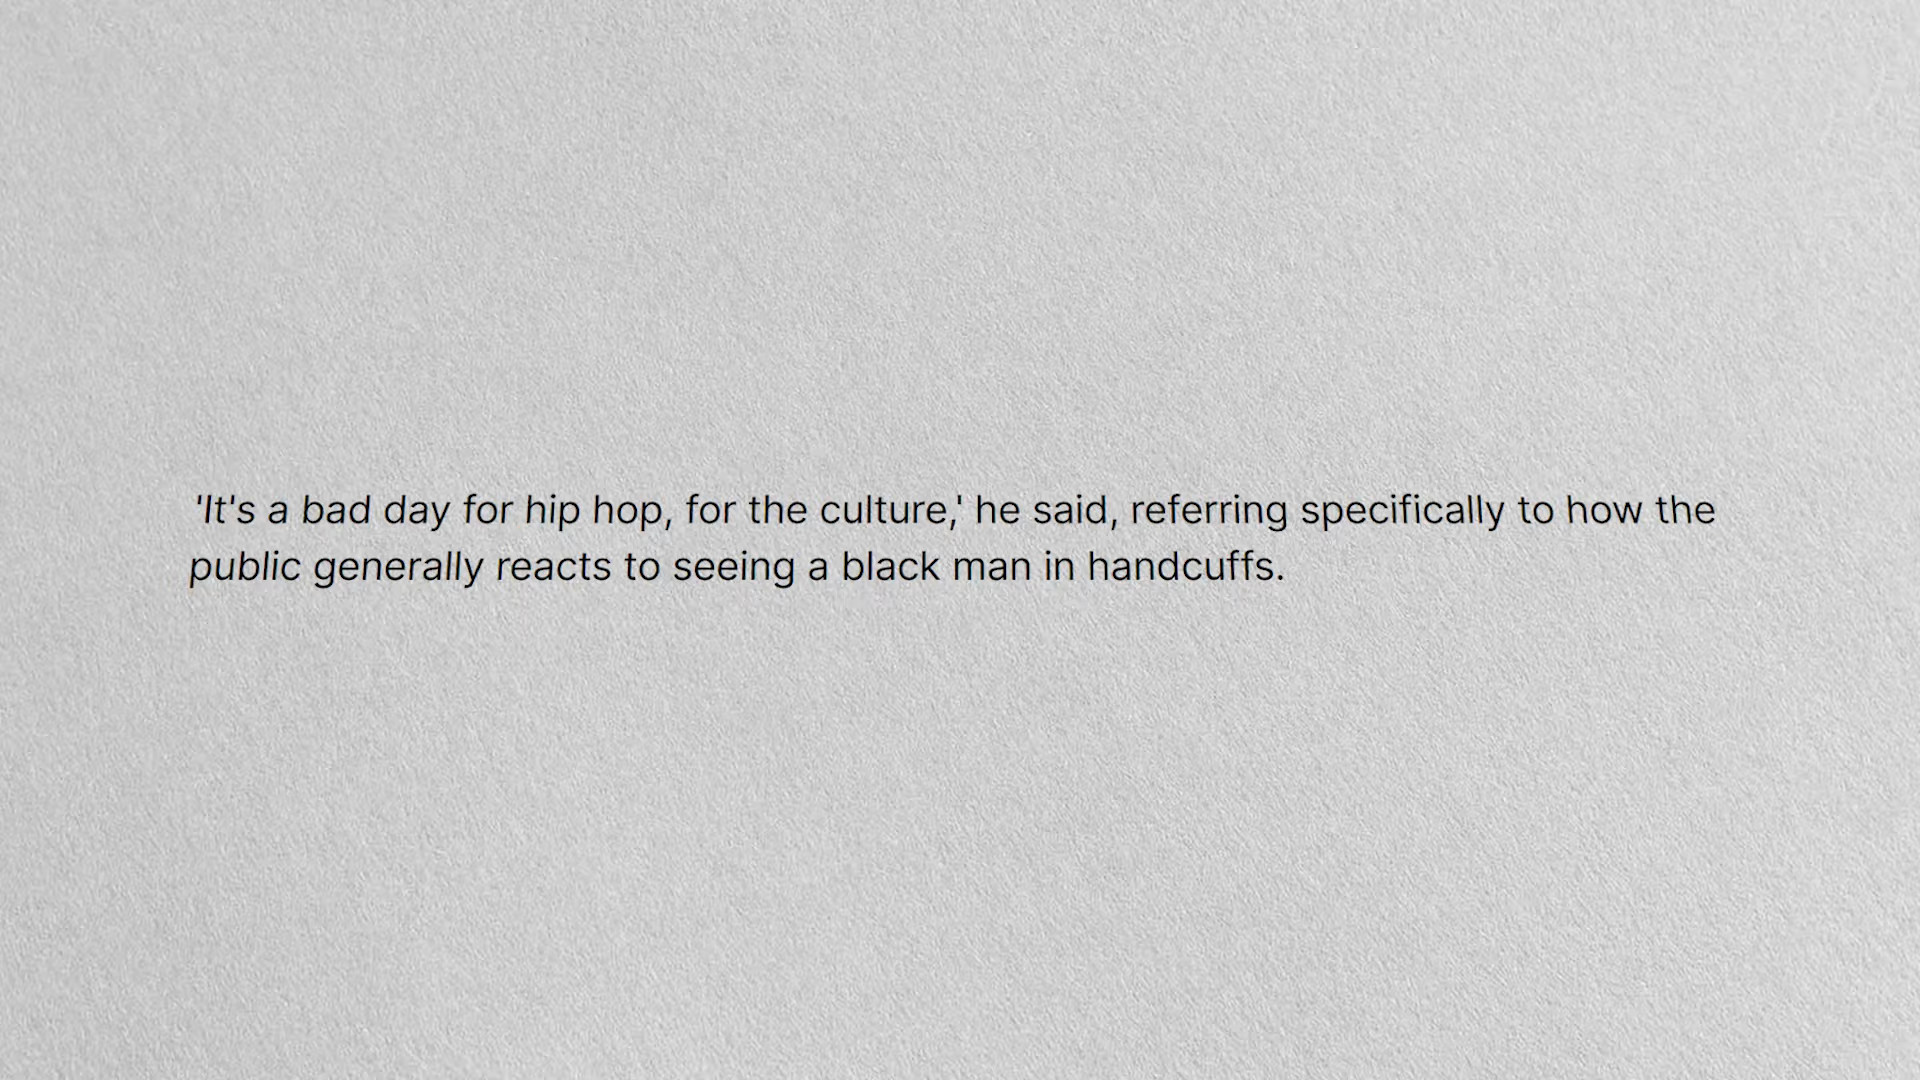 'It's a bad day for hip hop, for the culture,' he said, referring specifically to how the
public generally reacts to seeing a black man in handcuffs.